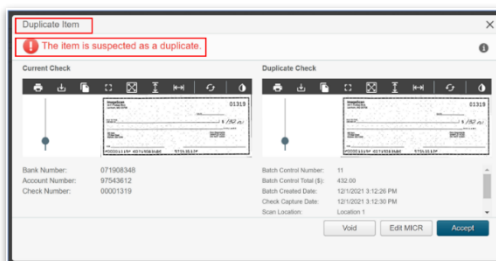 Duplicate Item
The item is suspected as a duplicate.
Current Check
Duplicate Check
01319
01319
Bank Number: 071908348
Account Number: 97543612
Check Number: 00001319
Batch Control Number: 11
Batch Control Total ($): 432.00
Batch Created Date: 12/1/2021 3:12:26 PM
Check Capture Date: 12/1/2021 3:12:30 PM
Scan Location: Location 1
Void
Edit MICR
Accept